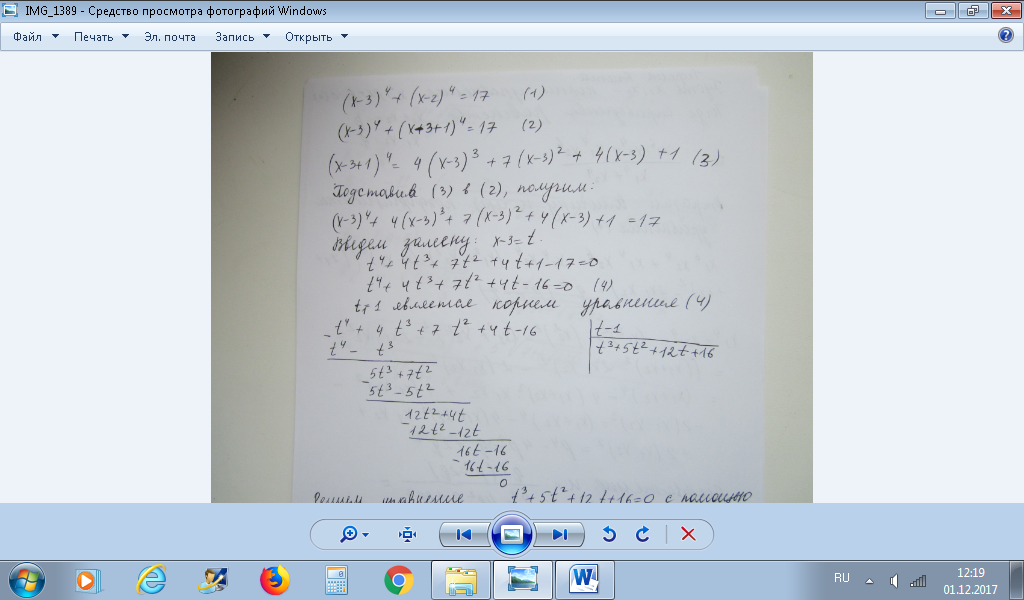 IMG_1389 - Средство просмотра фотографий Windows
Файл Печать Эл. почта Запись Открыть
(x-3)⁴ + (x-2)⁴ = 17 (1)
(x-3)⁴ + (x-3+1)⁴ = 17 (2)
(x-3+1)⁴ = 4(x-3)³ + 7(x-3)² + 4(x-3) + 1 (3)
Подставив (3) в (2), получим:
(x-3)⁴ + 4(x-3)³ + 7(x-3)² + 4(x-3) + 1 = 17
Введем замену: x-3=t.
t⁴ + 4t³ + 7t² + 4t + 1 - 17 = 0
t⁴ + 4t³ + 7t² + 4t - 16 = 0 (4)
t=1 является корнем уравнения (4)
t⁴ + 4t³ + 7t² + 4t - 16 | t-1
t⁴ - t³ | t³ + 5t² + 12t + 16
5t³ + 7t²
5t³ - 5t²
12t² + 4t
12t² - 12t
16t - 16
16t - 16
0
Решим уравнение t³ + 5t² + 12t + 16 = 0 с помощью
RU
12:19
01.12.2017